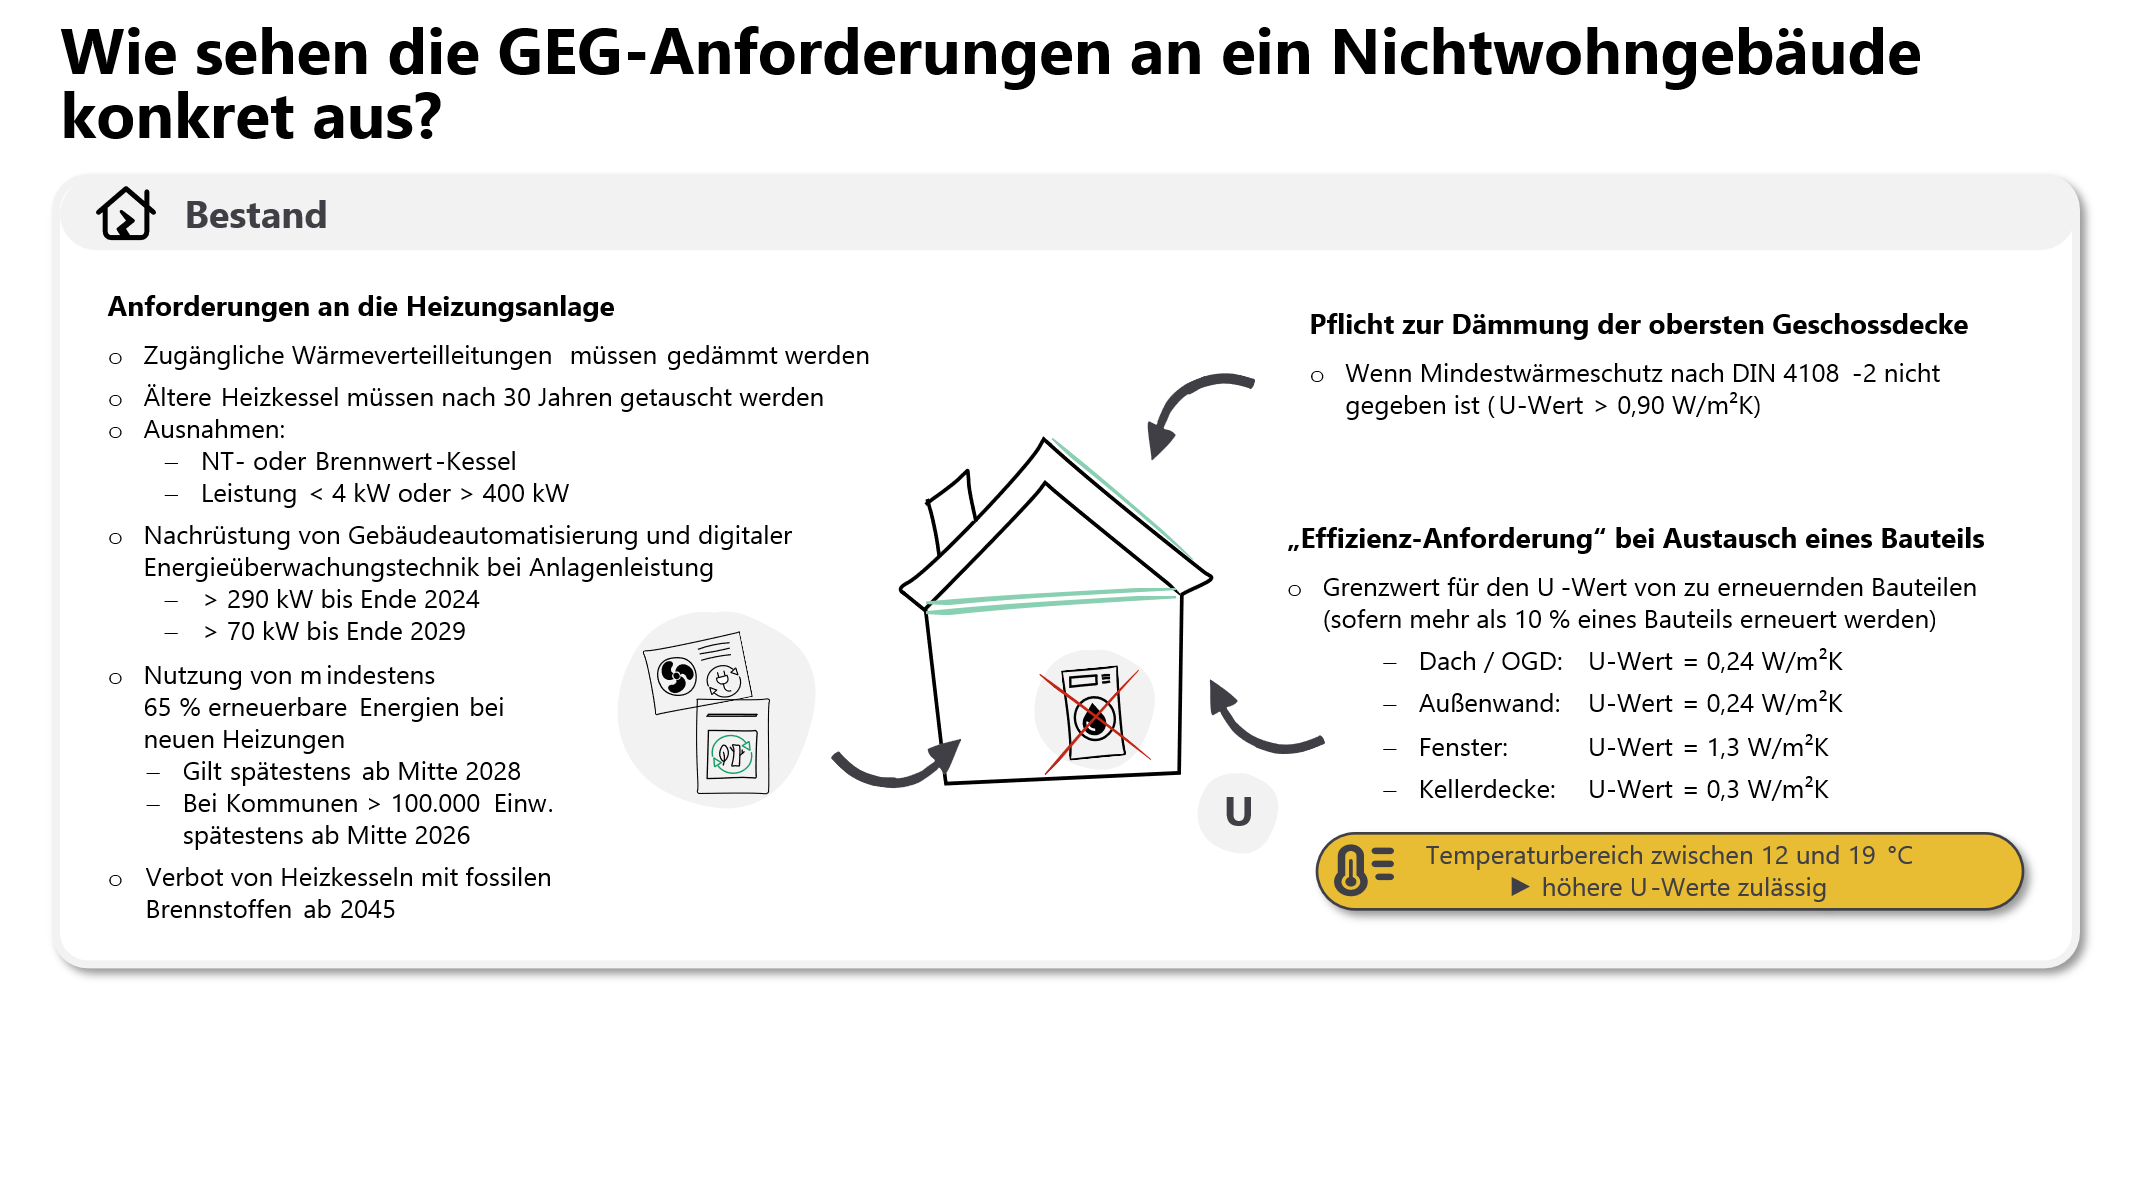 Wie sehen die GEG-Anforderungen an ein Nichtwohngebäude
konkret aus?
Bestand
Anforderungen an die Heizungsanlage
o Zugängliche Wärmeverteilleitungen müssen gedämmt werden
o Ältere Heizkessel müssen nach 30 Jahren getauscht werden
o Ausnahmen:
– NT- oder Brennwert-Kessel
– Leistung < 4 kW oder > 400 kW
o Nachrüstung von Gebäudeautomatisierung und digitaler
Energieüberwachungstechnik bei Anlagenleistung
– > 290 kW bis Ende 2024
– > 70 kW bis Ende 2029
o Nutzung von mindestens
65 % erneuerbare Energien bei
neuen Heizungen
– Gilt spätestens ab Mitte 2028
– Bei Kommunen > 100.000 Einw.
spätestens ab Mitte 2026
o Verbot von Heizkesseln mit fossilen
Brennstoffen ab 2045
Pflicht zur Dämmung der obersten Geschossdecke
o Wenn Mindestwärmeschutz nach DIN 4108 -2 nicht
gegeben ist (U-Wert > 0,90 W/m²K)
„Effizienz-Anforderung“ bei Austausch eines Bauteils
o Grenzwert für den U -Wert von zu erneuernden Bauteilen
(sofern mehr als 10 % eines Bauteils erneuert werden)
– Dach / OGD: U-Wert = 0,24 W/m²K
– Außenwand: U-Wert = 0,24 W/m²K
– Fenster: U-Wert = 1,3 W/m²K
– Kellerdecke: U-Wert = 0,3 W/m²K
U
Temperaturbereich zwischen 12 und 19 °C
► höhere U-Werte zulässig